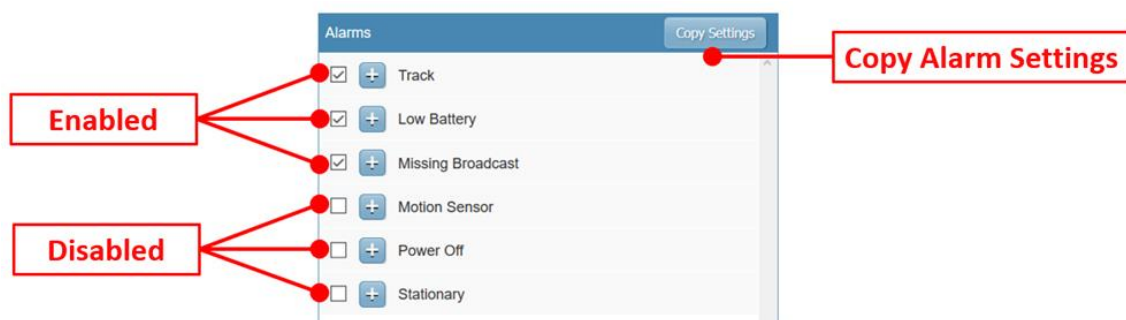 Alarms
Copy Settings
Copy Alarm Settings
Track
Enabled
Low Battery
Missing Broadcast
Motion Sensor
Disabled
Power Off
Stationary